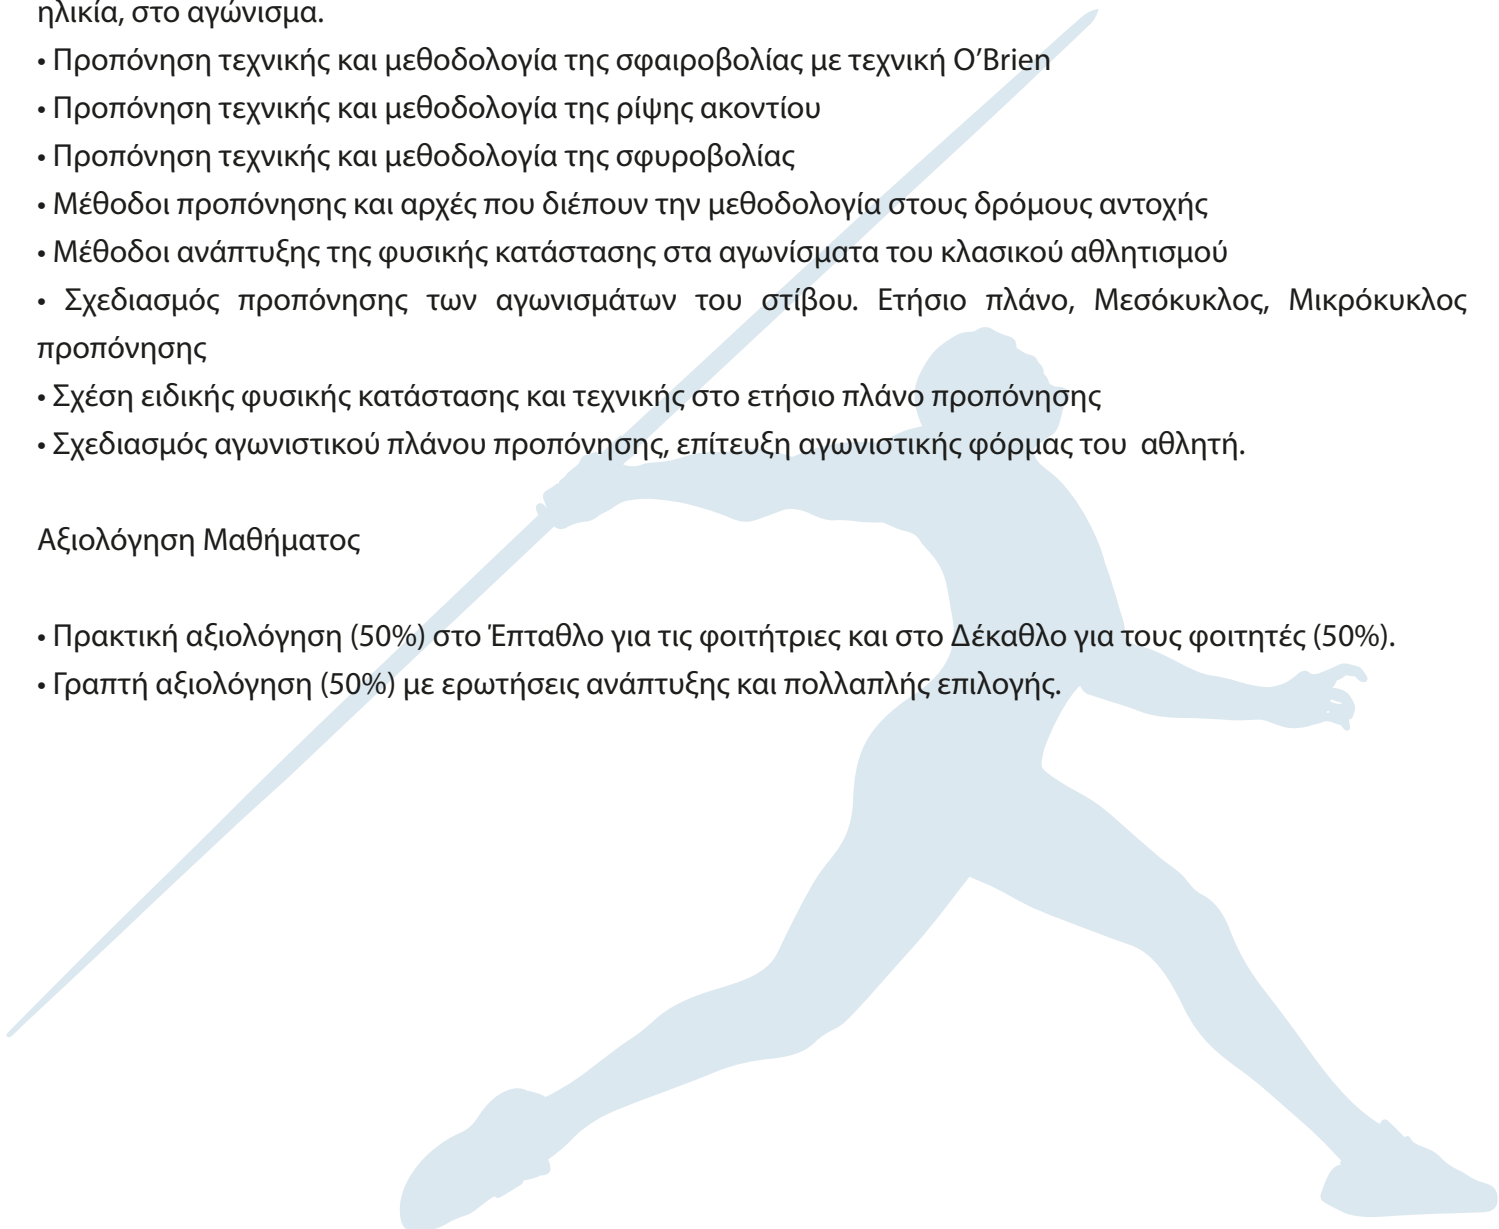 ηλικία, στο αγώνισμα.
• Προπόνηση τεχνικής και μεθοδολογία της σφαιροβολίας με τεχνική O’Brien
• Προπόνηση τεχνικής και μεθοδολογία της ρίψης ακοντίου
• Προπόνηση τεχνικής και μεθοδολογία της σφυροβολίας
• Μέθοδοι προπόνησης και αρχές που διέπουν την μεθοδολογία στους δρόμους αντοχής
• Μέθοδοι ανάπτυξης της φυσικής κατάστασης στα αγωνίσματα του κλασικού αθλητισμού
• Σχεδιασμός προπόνησης των αγωνισμάτων του στίβου. Ετήσιο πλάνο, Μεσόκυκλος, Μικρόκυκλος
προπόνησης
• Σχέση ειδικής φυσικής κατάστασης και τεχνικής στο ετήσιο πλάνο προπόνησης
• Σχεδιασμός αγωνιστικού πλάνου προπόνησης, επίτευξη αγωνιστικής φόρμας του  αθλητή.
Αξιολόγηση Μαθήματος
• Πρακτική αξιολόγηση (50%) στο Έπταθλο για τις φοιτήτριες και στο Δέκαθλο για τους φοιτητές (50%).
• Γραπτή αξιολόγηση (50%) με ερωτήσεις ανάπτυξης και πολλαπλής επιλογής.